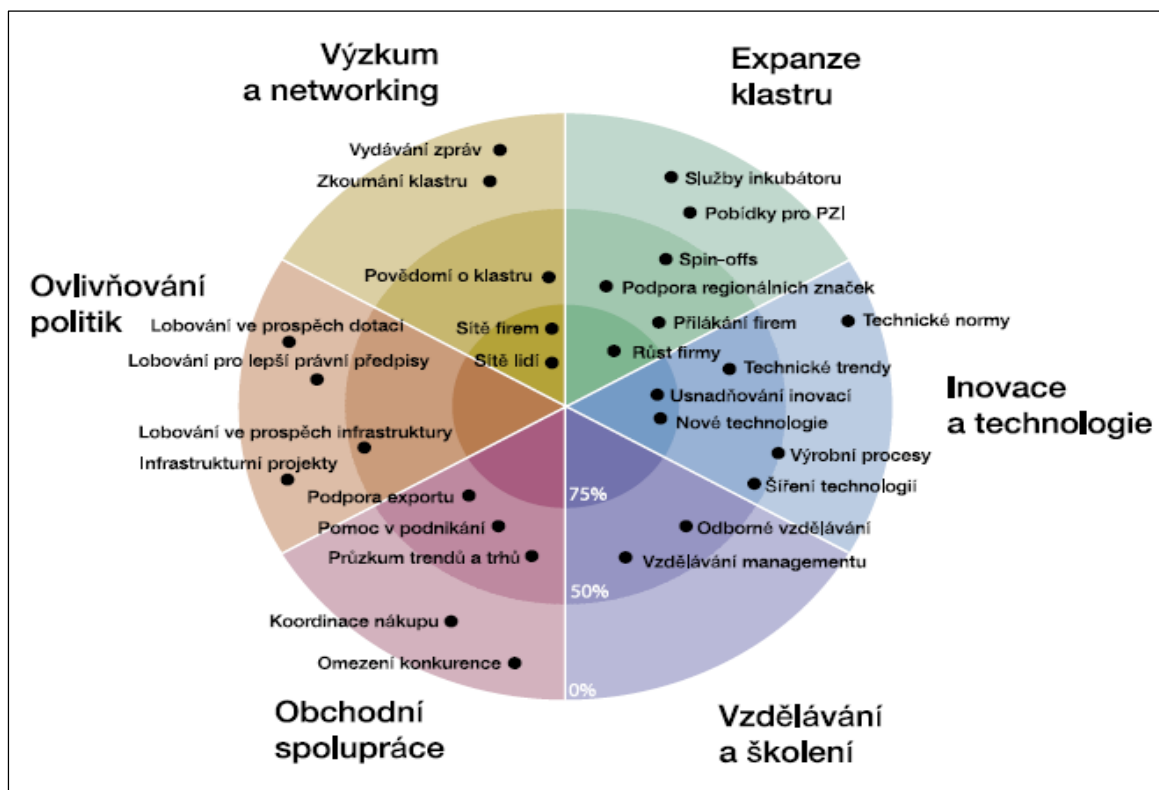 Výzkum
a networking
Expanze
klastru
Vydávání zpráv
Zkoumání klastru
Služby inkubátoru
Pobídky pro PZI
Povědomí o klastru
Spin-offs
Podpora regionálních značek
Ovlivňování
politik
Lobování ve prospěch dotací
Lobování pro lepší právní předpisy
Sítě firem
Sítě lidí
Přilákání firem
Růst firmy
Technické normy
Technické trendy
Usnadňování inovací
Nové technologie
Inovace
a technologie
Lobování ve prospěch infrastruktury
Infrastrukturní projekty
Výrobní procesy
Šíření technologií
Podpora exportu
Pomoc v podnikání
Průzkum trendů a trhů
75%
Odborné vzdělávání
Vzdělávání managementu
50%
Koordinace nákupu
Omezení konkurence
0%
Obchodní
spolupráce
Vzdělávání
a školení